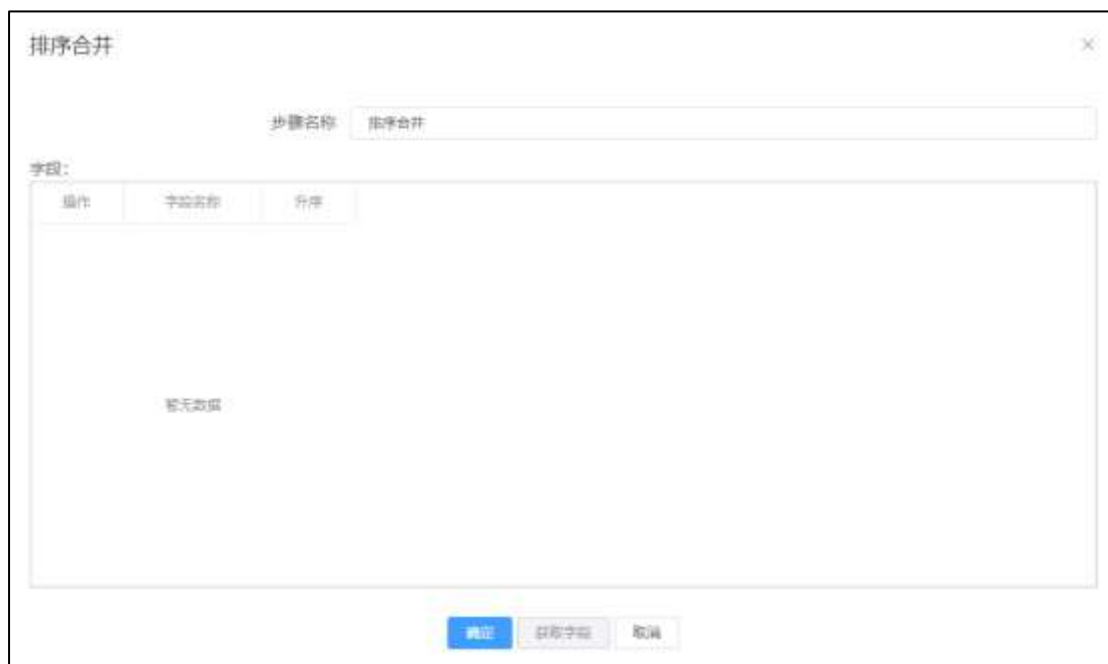 排序合并
步骤名称 排序合并
字段：
操作 字段名称 升序
暂无数据
确定 获取字段 取消